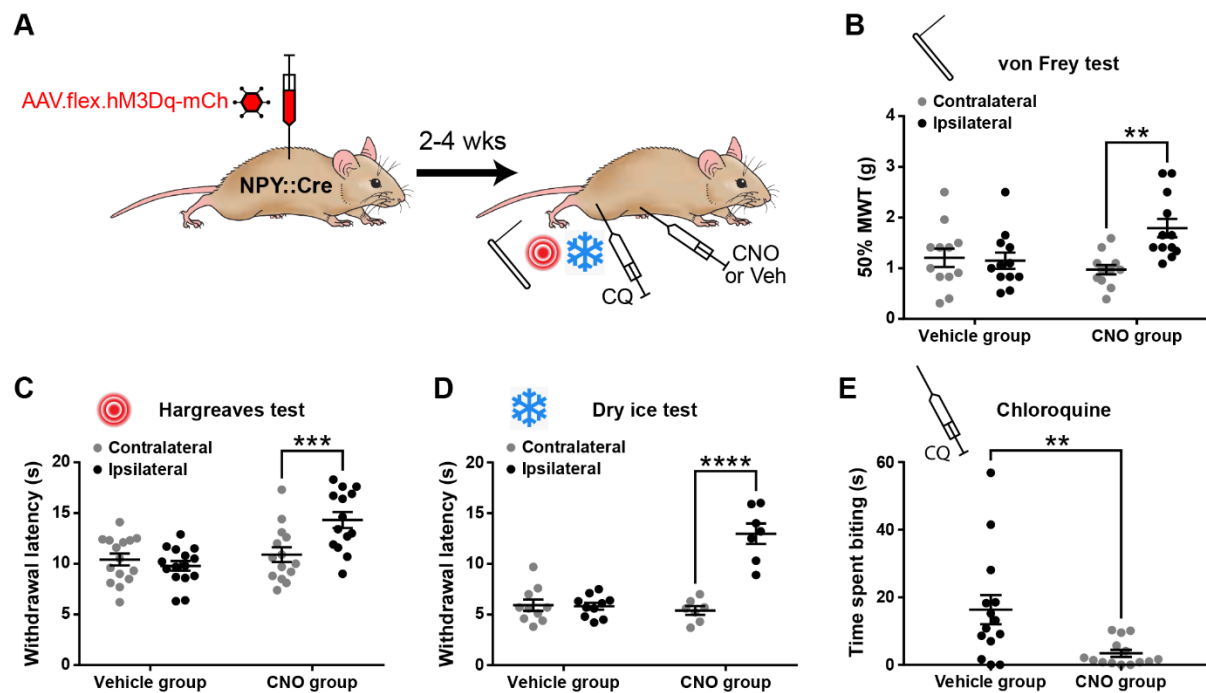 A
AAV.flex.hM3Dq-mCh
NPY::Cre
2-4 wks
CQ
CNO
or Veh
B
von Frey test
Contralateral
Ipsilateral
**
50% MWT (g)
4
3
2
1
0
Vehicle group
CNO group
C
Hargreaves test
Contralateral
Ipsilateral
***
Withdrawal latency (s)
20
15
10
5
0
Vehicle group
CNO group
D
Dry ice test
Contralateral
Ipsilateral
****
Withdrawal latency (s)
20
15
10
5
0
Vehicle group
CNO group
E
CQ
Chloroquine
**
Time spent biting (s)
60
40
20
0
Vehicle group
CNO group